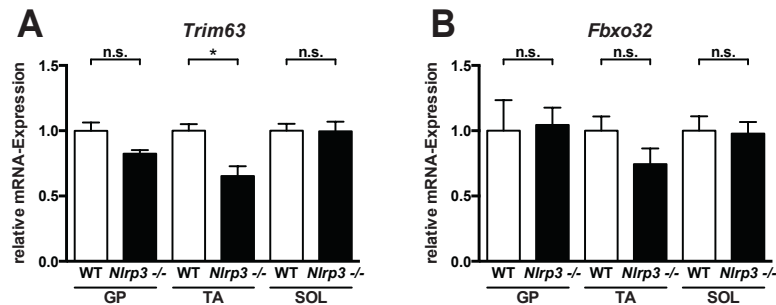 A
Trim63
n.s.
*
n.s.
relative mRNA-Expression
1.5
1.0
0.5
0.0
WT Nlrp3 -/- WT Nlrp3 -/- WT Nlrp3 -/-
GP TA SOL
B
Fbxo32
n.s.
n.s.
n.s.
relative mRNA-Expression
1.5
1.0
0.5
0.0
WT Nlrp3 -/- WT Nlrp3 -/- WT Nlrp3 -/-
GP TA SOL